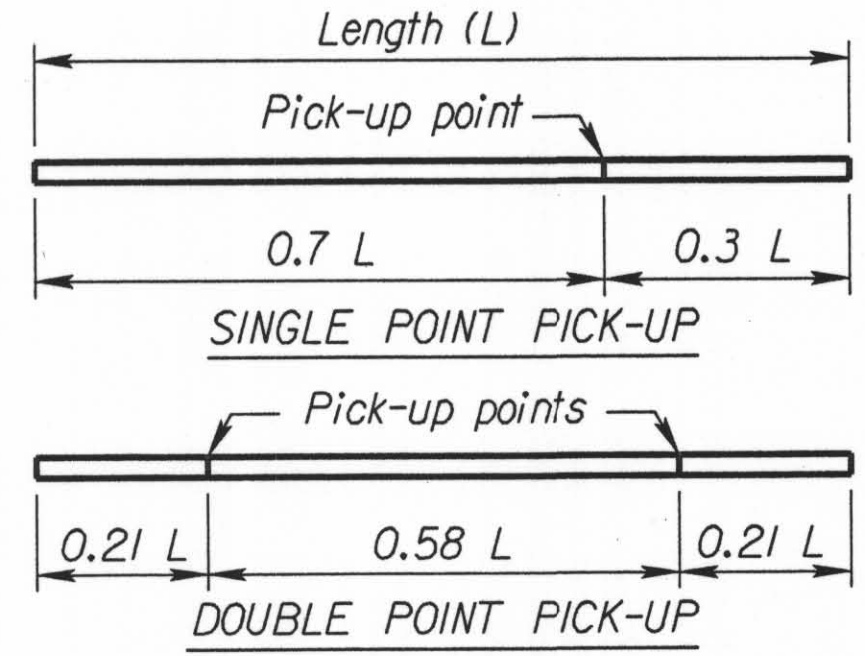 Length (L)
Pick-up point
0.7 L
0.3 L
SINGLE POINT PICK-UP
Pick-up points
0.21 L
0.58 L
0.21 L
DOUBLE POINT PICK-UP